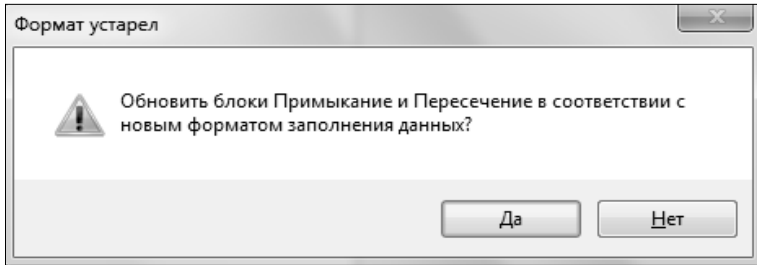 Формат устарел
Обновить блоки Примыкание и Пересечение в соответствии с
новым форматом заполнения данных?
Да
Нет